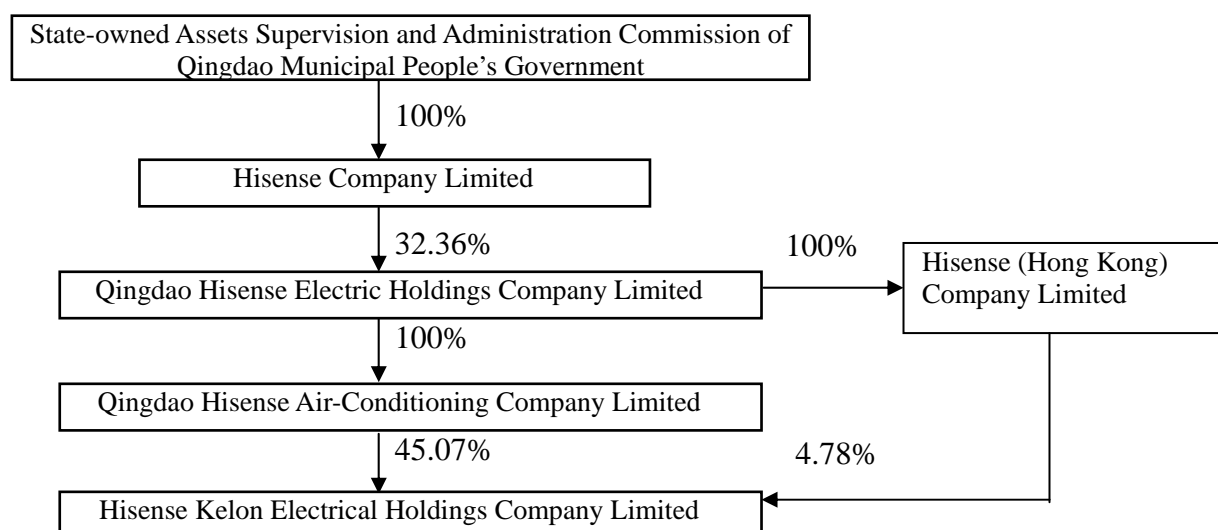 State-owned Assets Supervision and Administration Commission of
Qingdao Municipal People’s Government
100%
Hisense Company Limited
32.36%
100%
Hisense (Hong Kong)
Company Limited
Qingdao Hisense Electric Holdings Company Limited
100%
Qingdao Hisense Air-Conditioning Company Limited
45.07%
4.78%
Hisense Kelon Electrical Holdings Company Limited